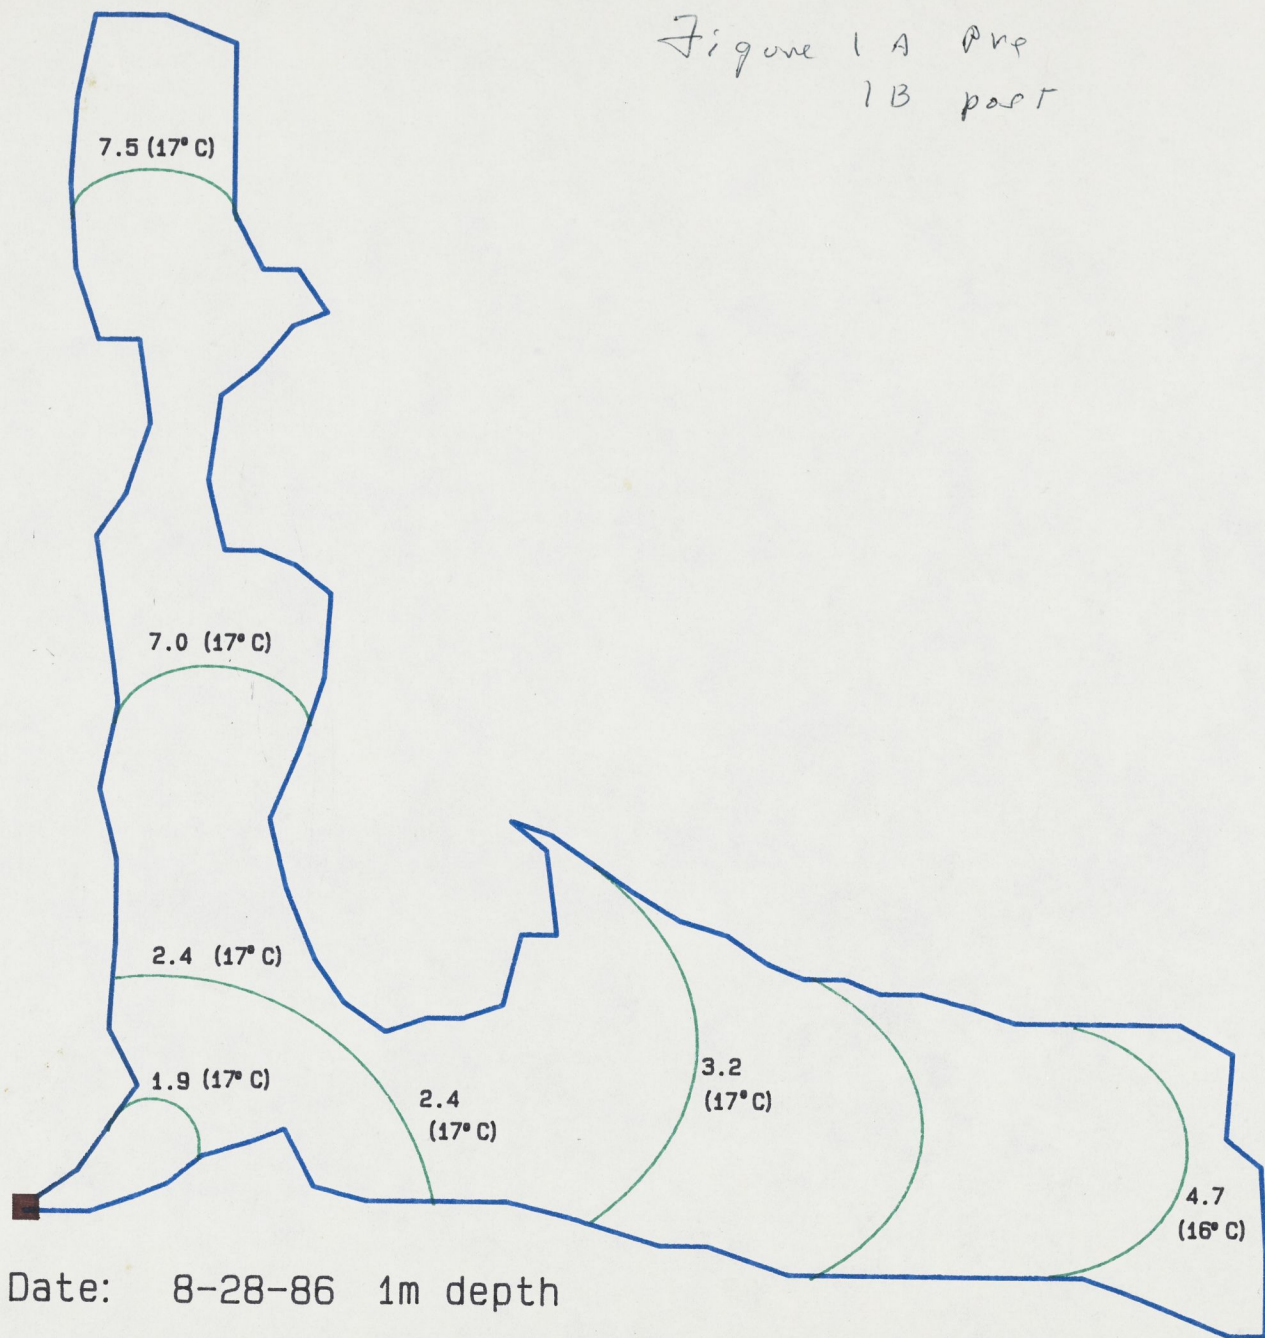 Figure 1 A Pre
1 B post
7.5 (17° C)
7.0 (17° C)
2.4 (17° C)
1.9 (17° C)
2.4
(17° C)
3.2
(17° C)
4.7
(16° C)
Date: 8-28-86 1m depth